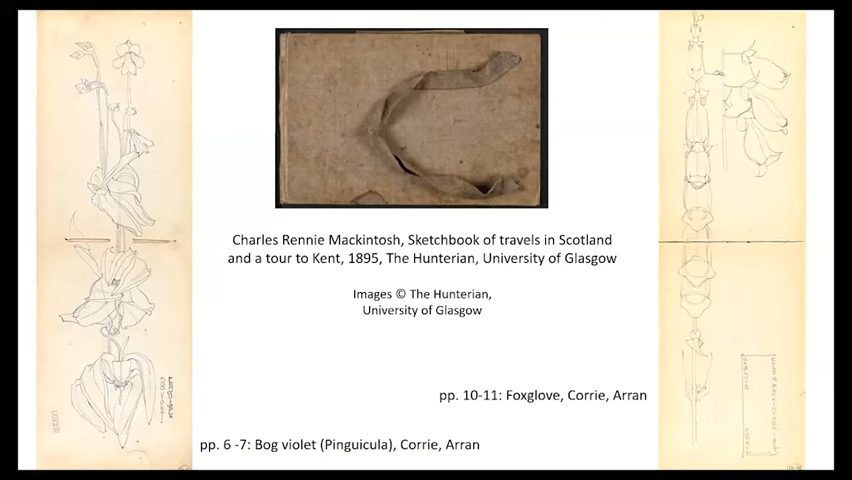 Charles Rennie Mackintosh, Sketchbook of travels in Scotland
and a tour to Kent, 1895, The Hunterian, University of Glasgow
Images © The Hunterian,
University of Glasgow
pp. 10-11: Foxglove, Corrie, Arran
pp. 6 -7: Bog violet (Pinguicula), Corrie, Arran